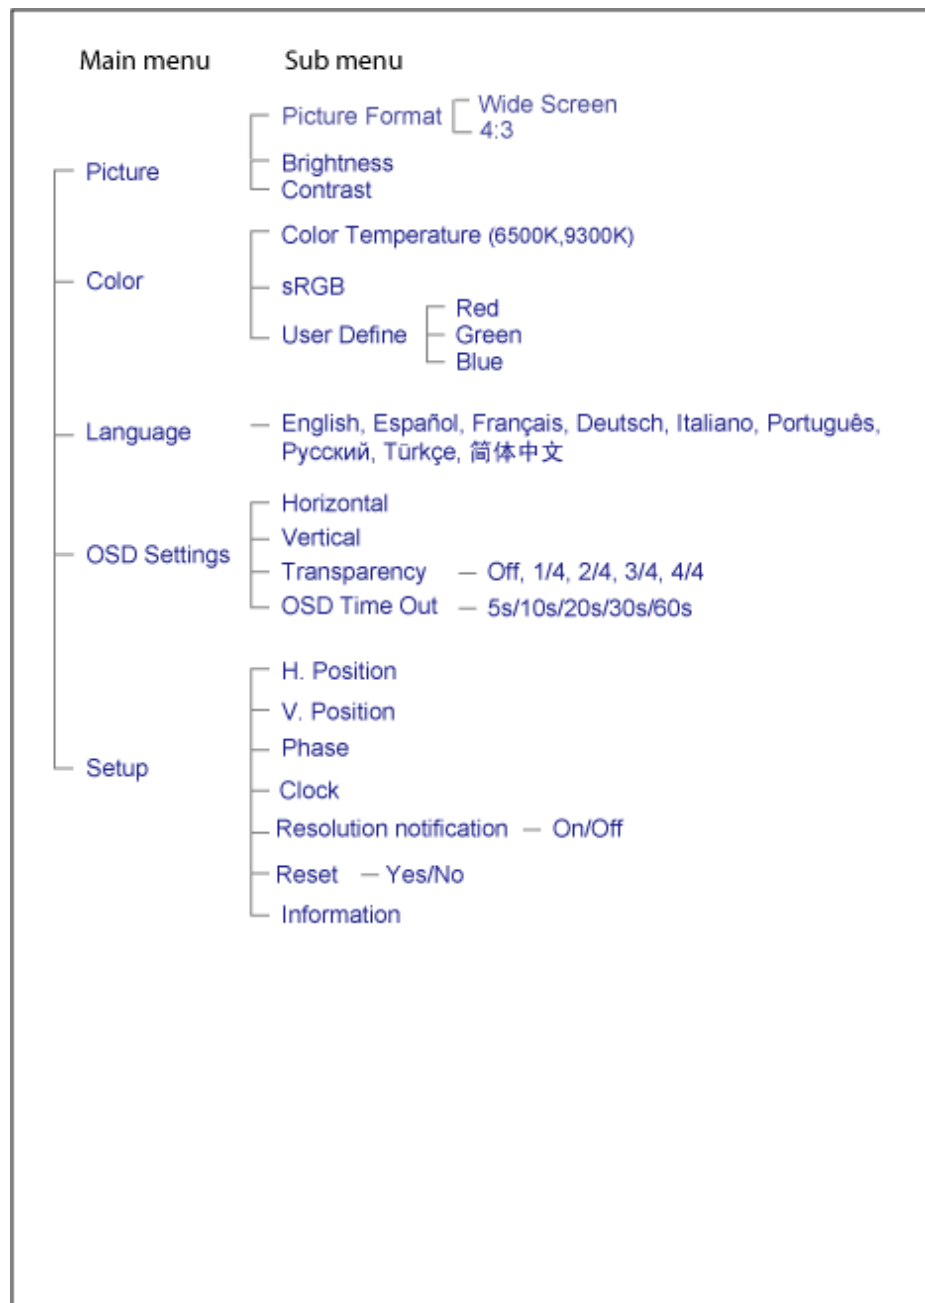 Main menu Sub menu
Picture Format Wide Screen
4:3
Picture Brightness
Contrast
Color Temperature (6500K,9300K)
Color sRGB
Red
User Define Green
Blue
Language English, Español, Français, Deutsch, Italiano, Português,
Русский, Türkçe, 简体中文
Horizontal
Vertical
OSD Settings
Transparency Off, 1/4, 2/4, 3/4, 4/4
OSD Time Out 5s/10s/20s/30s/60s
H. Position
V. Position
Phase
Setup
Clock
Resolution notification On/Off
Reset Yes/No
Information